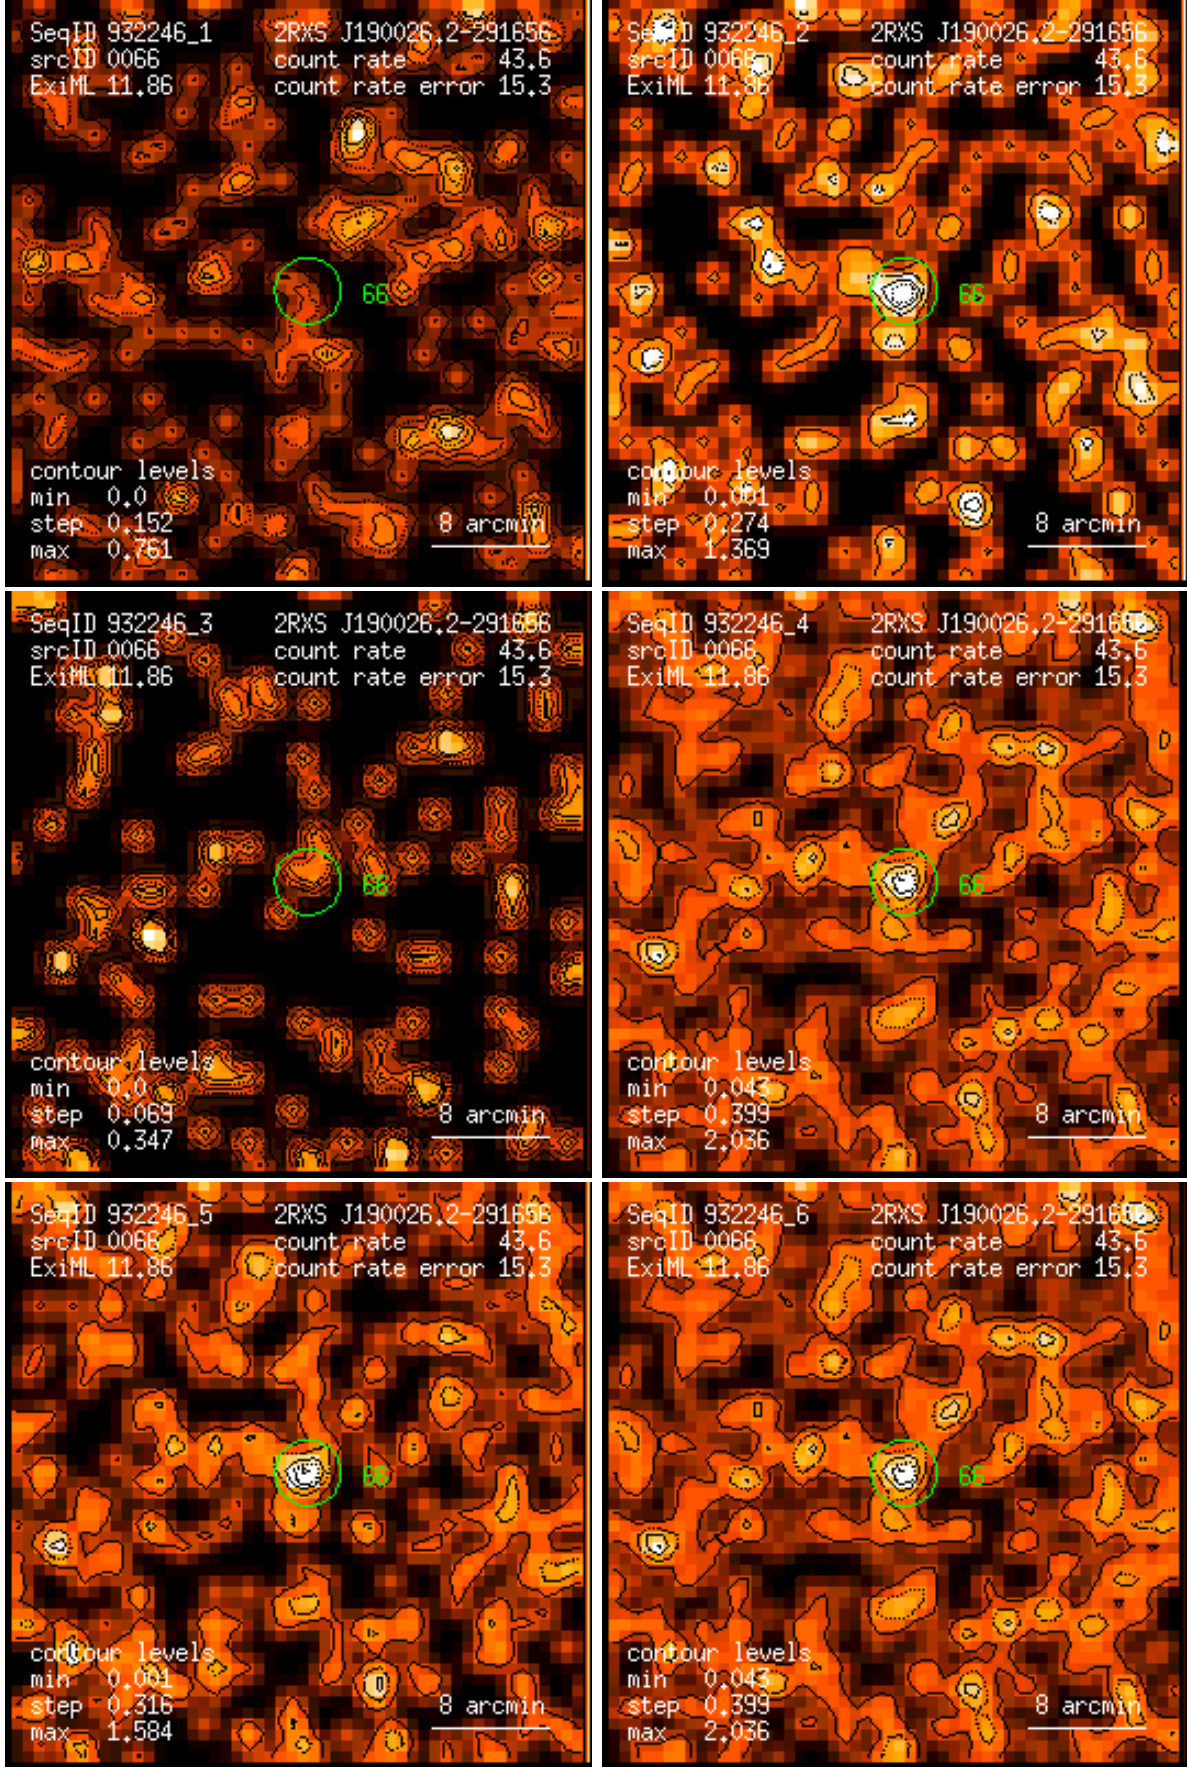 SeqID 932246_1 2RXS J190026.2-291656
srcID 0066 count rate 43.6
ExiML 11.86 count rate error 15.3
66
contour levels
min 0.0
step 0.152 8 arcmin
max 0.761
SeqID 932246_2 2RXS J190026.2-291656
srcID 0066 count rate 43.6
ExiML 11.86 count rate error 15.3
66
contour levels
min 0.001
step 0.274 8 arcmin
max 1.369
SeqID 932246_3 2RXS J190026.2-291656
srcID 0066 count rate 43.6
ExiML 11.86 count rate error 15.3
66
contour levels
min 0.0
step 0.069 8 arcmin
max 0.347
SeqID 932246_4 2RXS J190026.2-291656
srcID 0066 count rate 43.6
ExiML 11.86 count rate error 15.3
66
contour levels
min 0.043
step 0.399 8 arcmin
max 2.036
SeqID 932246_5 2RXS J190026.2-291656
srcID 0066 count rate 43.6
ExiML 11.86 count rate error 15.3
66
contour levels
min 0.001
step 0.316 8 arcmin
max 1.584
SeqID 932246_6 2RXS J190026.2-291656
srcID 0066 count rate 43.6
ExiML 11.86 count rate error 15.3
66
contour levels
min 0.043
step 0.399 8 arcmin
max 2.036